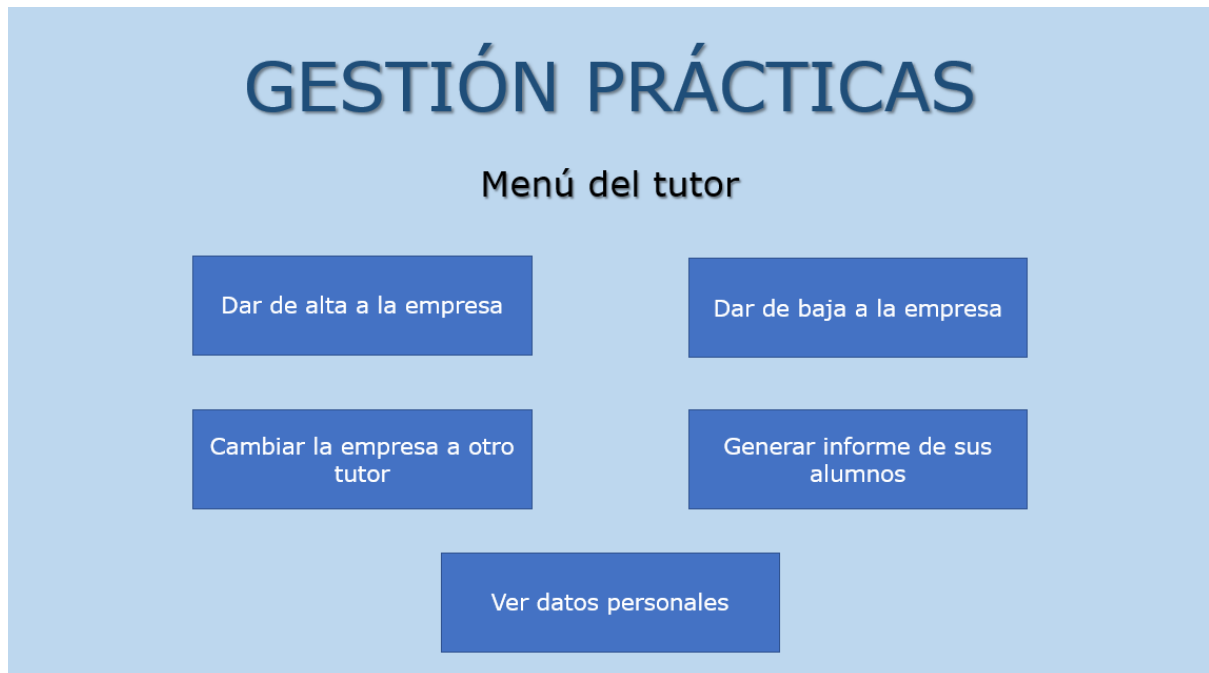 GESTIÓN PRÁCTICAS
Menú del tutor
Dar de alta a la empresa
Dar de baja a la empresa
Cambiar la empresa a otro
tutor
Generar informe de sus
alumnos
Ver datos personales